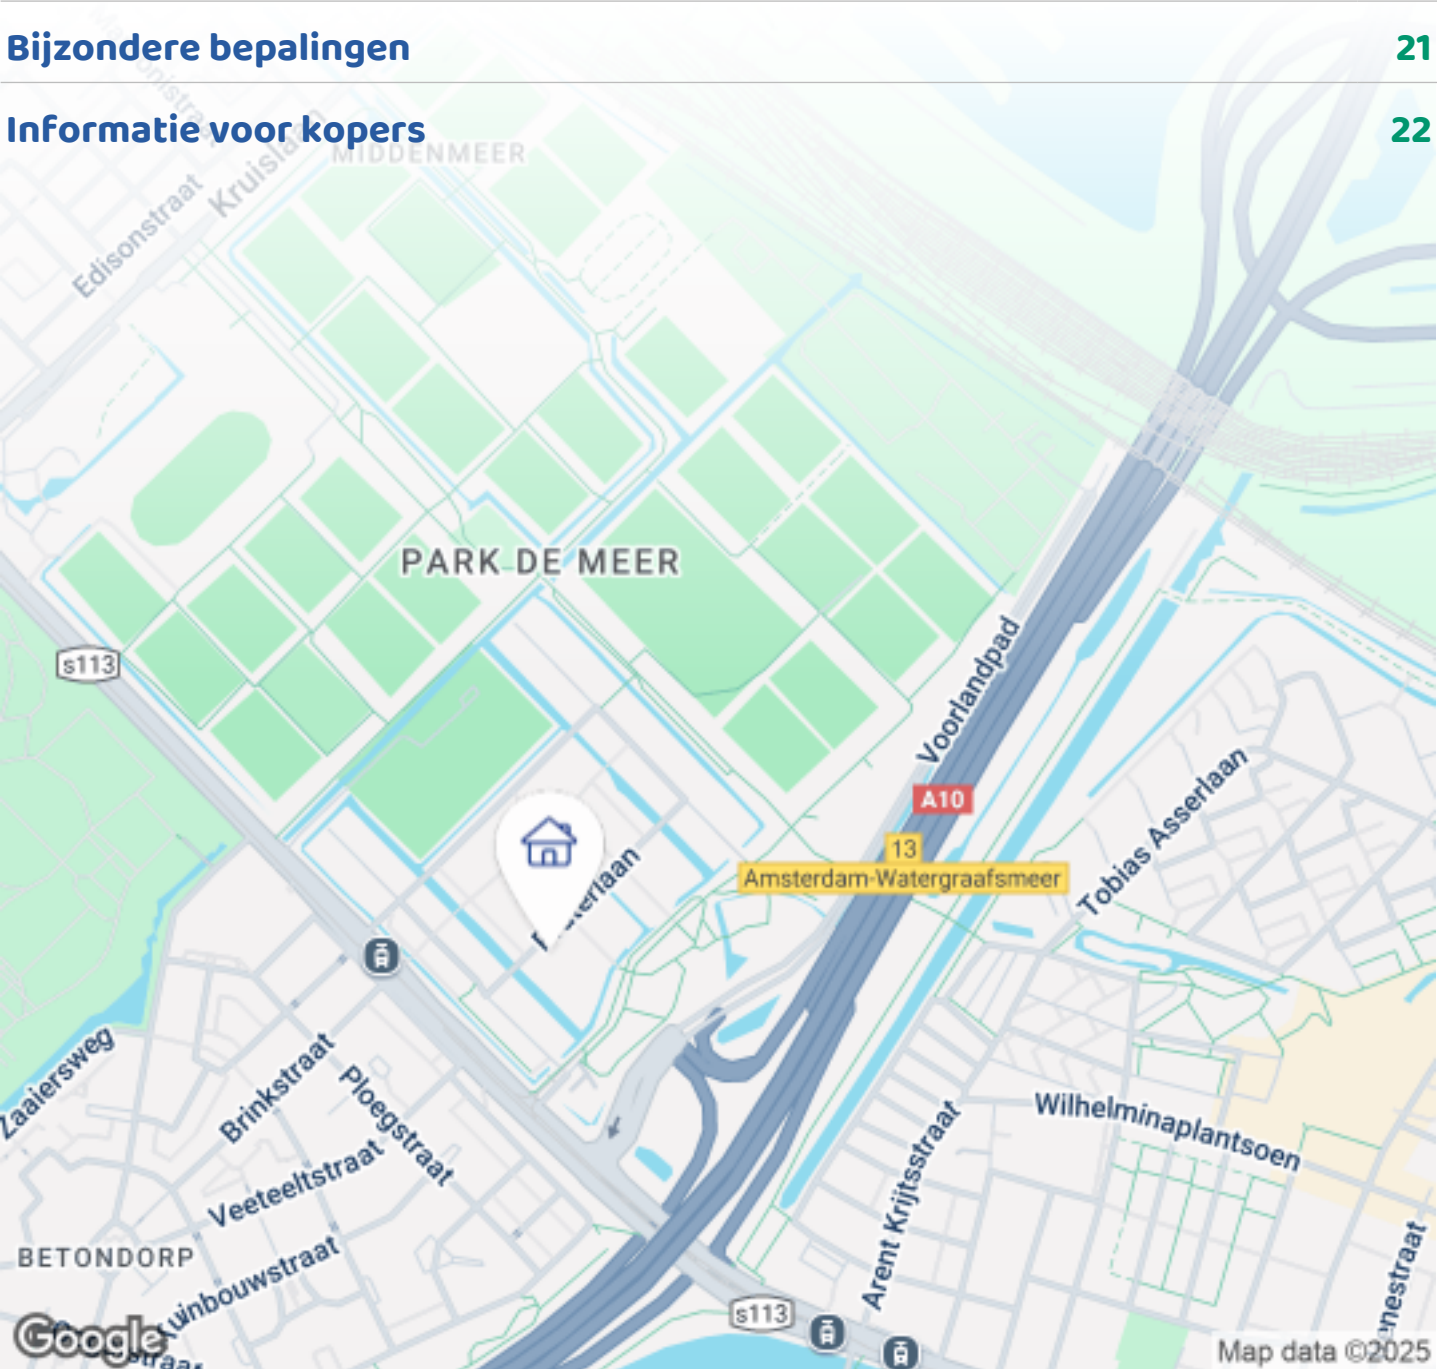 Bijzondere bepalingen 21
Informatie voor kopers 22
MIDDENMEER
Kruislaan
Edisonstraat
PARK DE MEER
s113
Voorlandpad
A10
13
Amsterdam-Watergraafsmeer
Tobias Asserlaan
Zaaiersweg
Brinkstraat
Ploegstraat
Veeteeltstraat
Wilhelminaplantsoen
Arent Krijtsstraat
BETONDORP
s113
Google
Map data ©2025